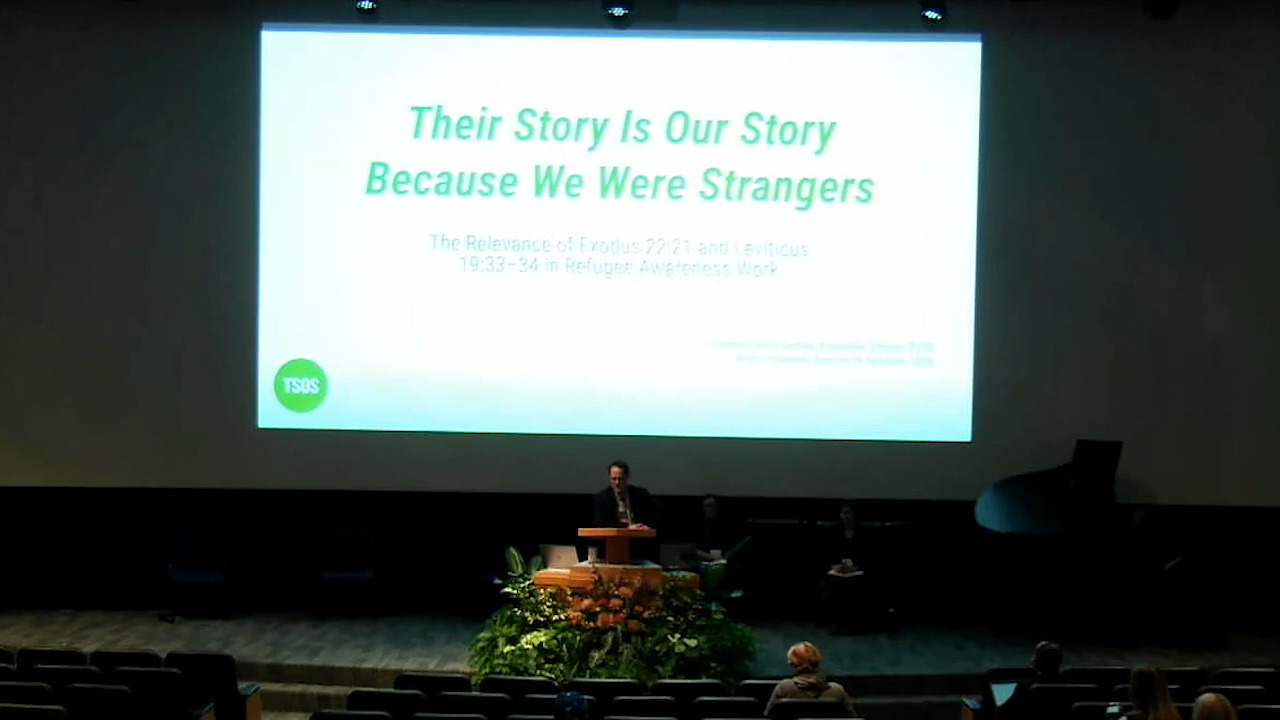 Their Story Is Our Story
Because We Were Strangers
The Relevance of Exodus 22:21 and Leviticus
19:33–34 in Refugee Awareness Work
TSOS